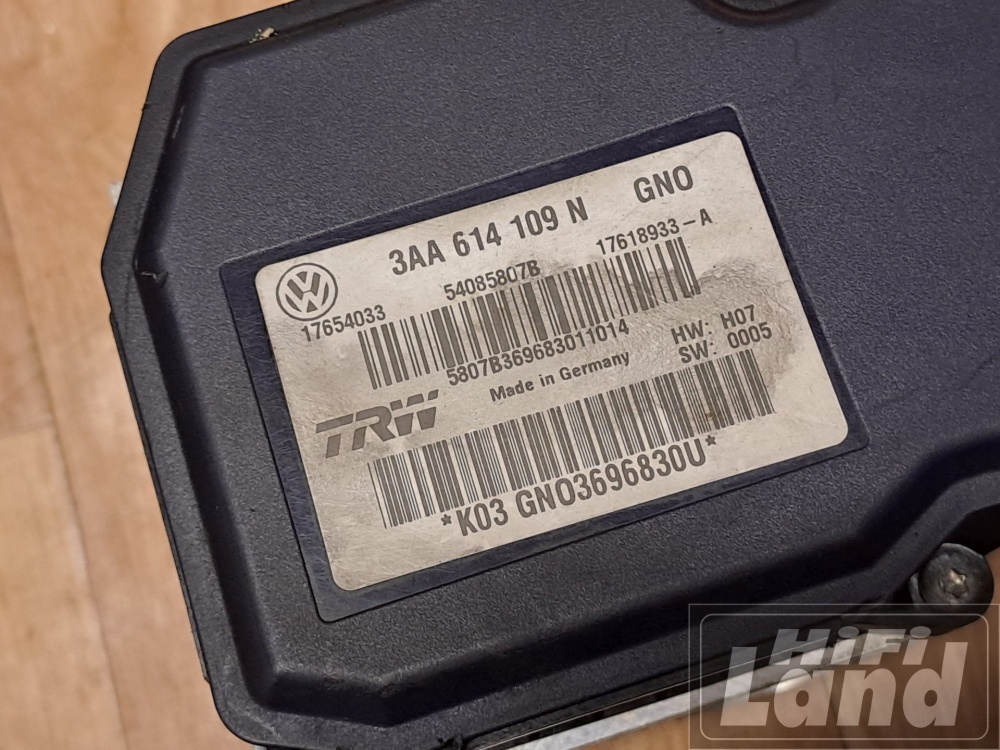 3AA 614 109 N GNO
17654033 54085807B 17618933-A
5807B369683011014
Made in Germany
HW: H07
SW: 0005
TRW
*K03 GNO3696830U*
HiFi
Land